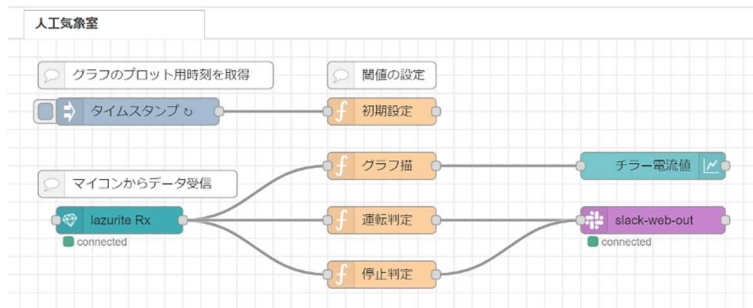 人工気象室
グラフのプロット用時刻を取得
閾値の設定
タイムスタンプ ↻
初期設定
グラフ描
チラー電流値
マイコンからデータ受信
lazurite Rx
運転判定
slack-web-out
connected
connected
停止判定